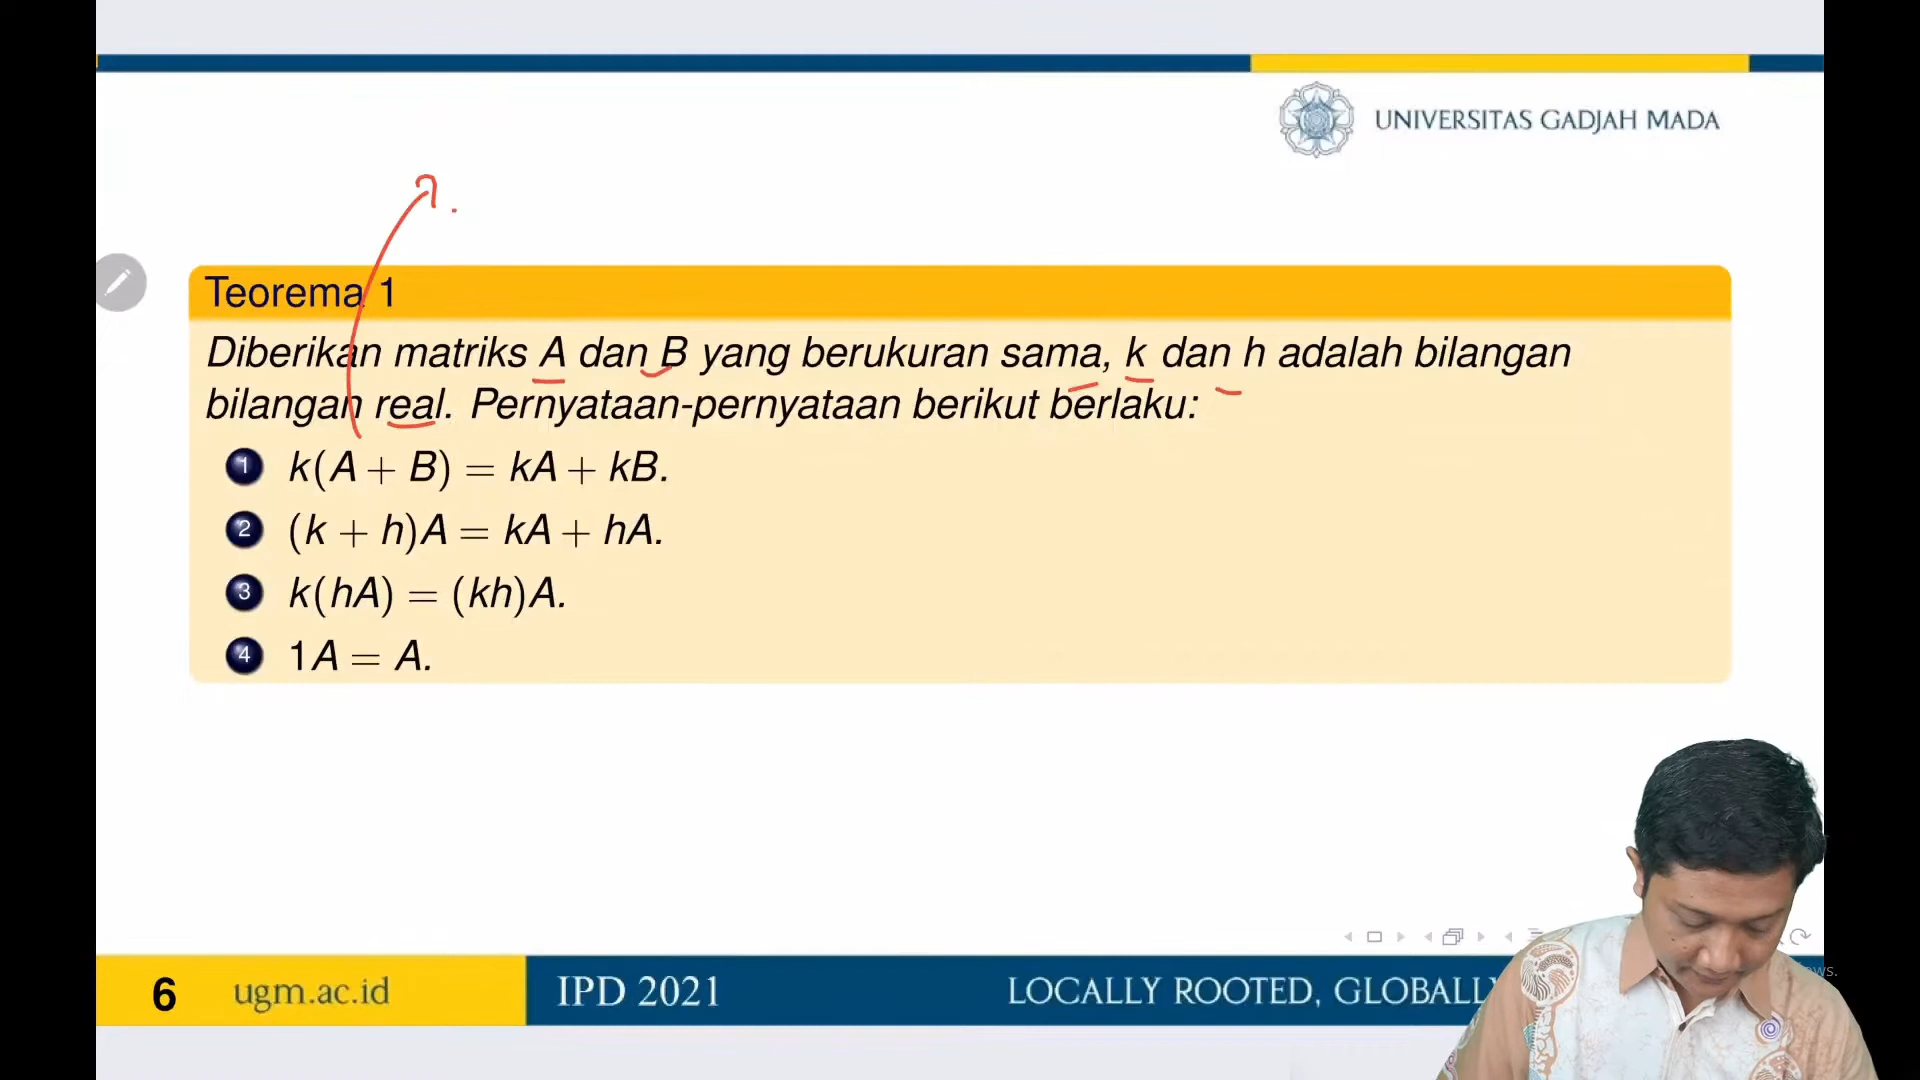 UNIVERSITAS GADJAH MADA
Teorema 1
Diberikan matriks A dan B yang berukuran sama, k dan h adalah bilangan
bilangan real. Pernyataan-pernyataan berikut berlaku:
1 k(A + B) = kA + kB.
2 (k + h)A = kA + hA.
3 k(hA) = (kh)A.
4 1A = A.
6 ugm.ac.id IPD 2021 LOCALLY ROOTED,